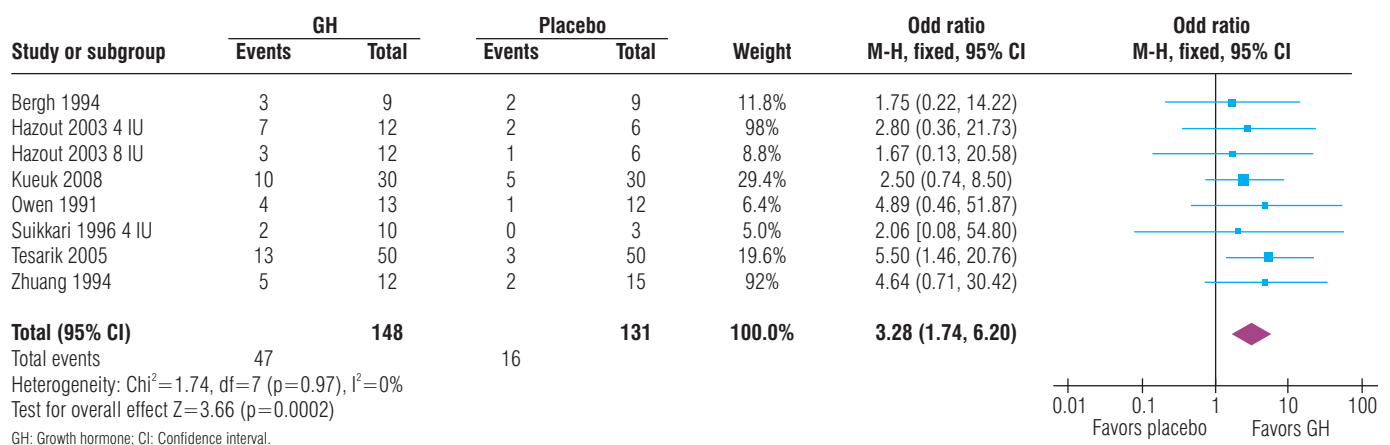 GH Placebo Odd ratio Odd ratio
Study or subgroup Events Total Events Total Weight M-H, fixed, 95% CI M-H, fixed, 95% CI
Bergh 1994 3 9 2 9 11.8% 1.75 (0.22, 14.22)
Hazout 2003 4 IU 7 12 2 6 98% 2.80 (0.36, 21.73)
Hazout 2003 8 IU 3 12 1 6 8.8% 1.67 (0.13, 20.58)
Kueuk 2008 10 30 5 30 29.4% 2.50 (0.74, 8.50)
Owen 1991 4 13 1 12 6.4% 4.89 (0.46, 51.87)
Suikkari 1996 4 IU 2 10 0 3 5.0% 2.06 [0.08, 54.80)
Tesarik 2005 13 50 3 50 19.6% 5.50 (1.46, 20.76)
Zhuang 1994 5 12 2 15 92% 4.64 (0.71, 30.42)
Total (95% CI) 148 131 100.0% 3.28 (1.74, 6.20)
Total events 47 16
Heterogeneity: Chi²=1.74, df=7 (p=0.97), I²=0%
Test for overall effect Z=3.66 (p=0.0002)
0.01 0.1 1 10 100
Favors placebo Favors GH
GH: Growth hormone; CI: Confidence interval.